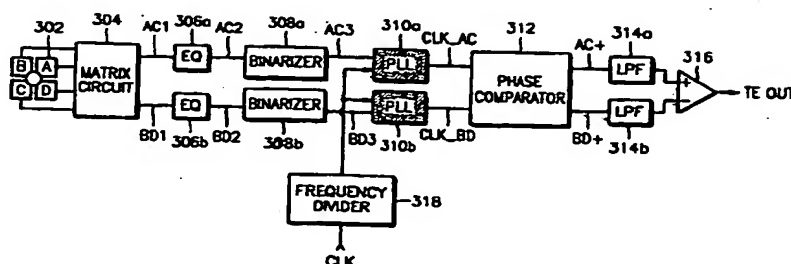 302 304 AC1 306a AC2 308a AC3 310a CLK_AC 312 AC+ 314a 316
B A
C D
MATRIX
CIRCUIT
EQ
BINARIZER
PLL
PHASE
COMPARATOR
LPF
+
TE OUT
EQ
BINARIZER
PLL
LPF
−
BD1 306b BD2 308b BD3 310b CLK_BD BD+ 314b
FREQUENCY
DIVIDER
318
CLK